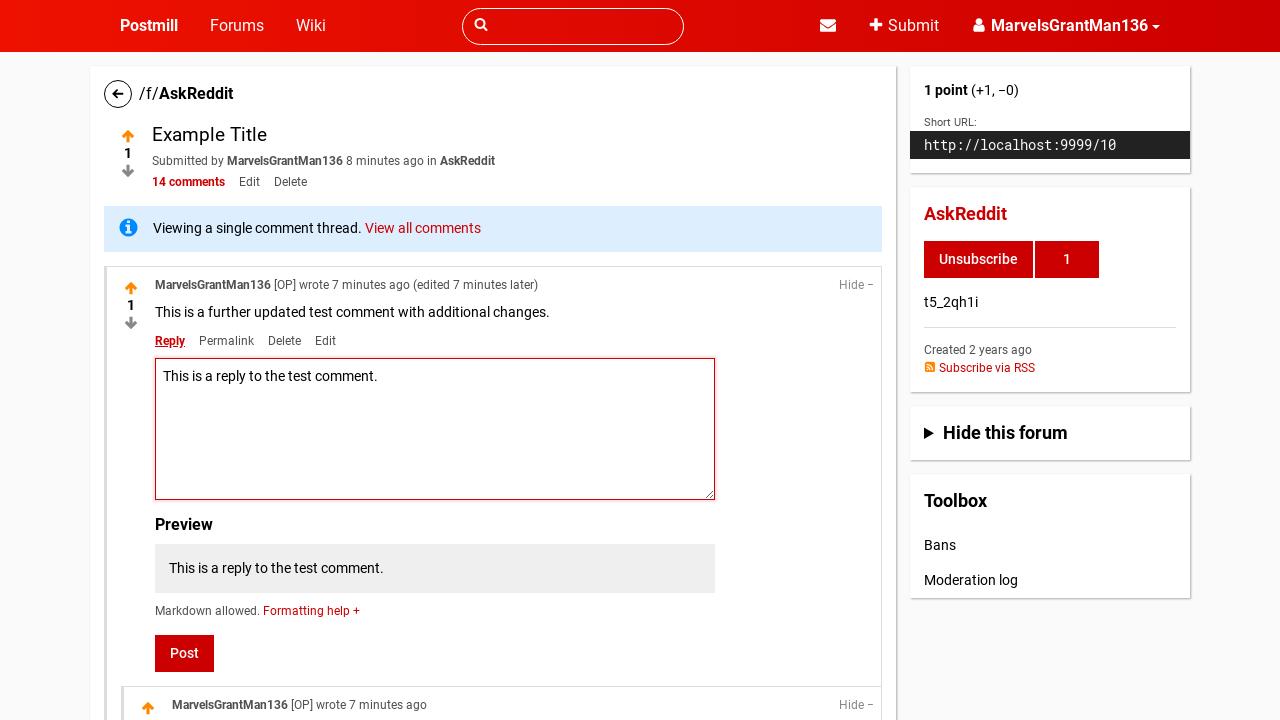 Postmill Forums Wiki Submit MarvelsGrantMan136
/f/AskReddit
Example Title
1
Submitted by MarvelsGrantMan136 8 minutes ago in AskReddit
14 comments Edit Delete
Viewing a single comment thread. View all comments
MarvelsGrantMan136 [OP] wrote 7 minutes ago (edited 7 minutes later) Hide −
1
This is a further updated test comment with additional changes.
Reply Permalink Delete Edit
This is a reply to the test comment.
Preview
This is a reply to the test comment.
Markdown allowed. Formatting help +
Post
MarvelsGrantMan136 [OP] wrote 7 minutes ago Hide −
1 point (+1, −0)
Short URL:
http://localhost:9999/10
AskReddit
Unsubscribe 1
t5_2qh1i
Created 2 years ago
Subscribe via RSS
Hide this forum
Toolbox
Bans
Moderation log